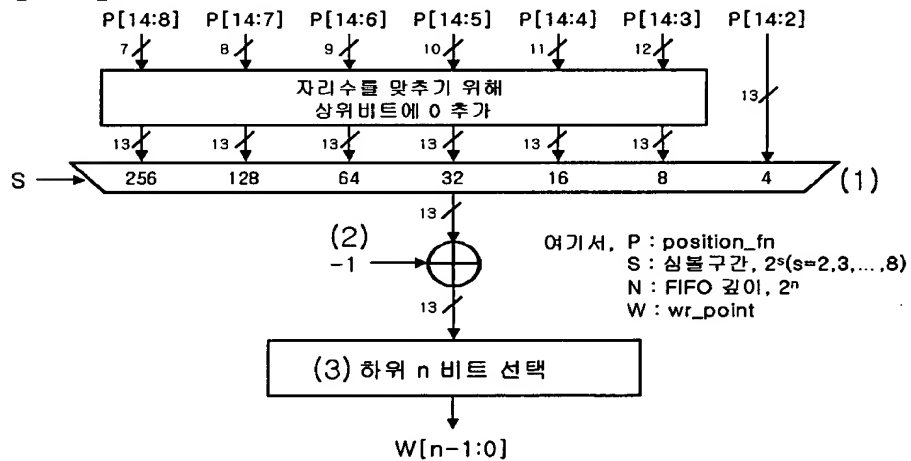 P[14:8] P[14:7] P[14:6] P[14:5] P[14:4] P[14:3] P[14:2]
7 8 9 10 11 12
자리수를 맞추기 위해
상위비트에 0 추가
13
13 13 13 13 13 13
S 256 128 64 32 16 8 4 (1)
13
(2)
-1
13
여기서, P : position_fn
S : 심볼구간, 2ˢ(s=2,3,...,8)
N : FIFO 깊이, 2ⁿ
W : wr_point
(3) 하위 n 비트 선택
W[n-1:0]